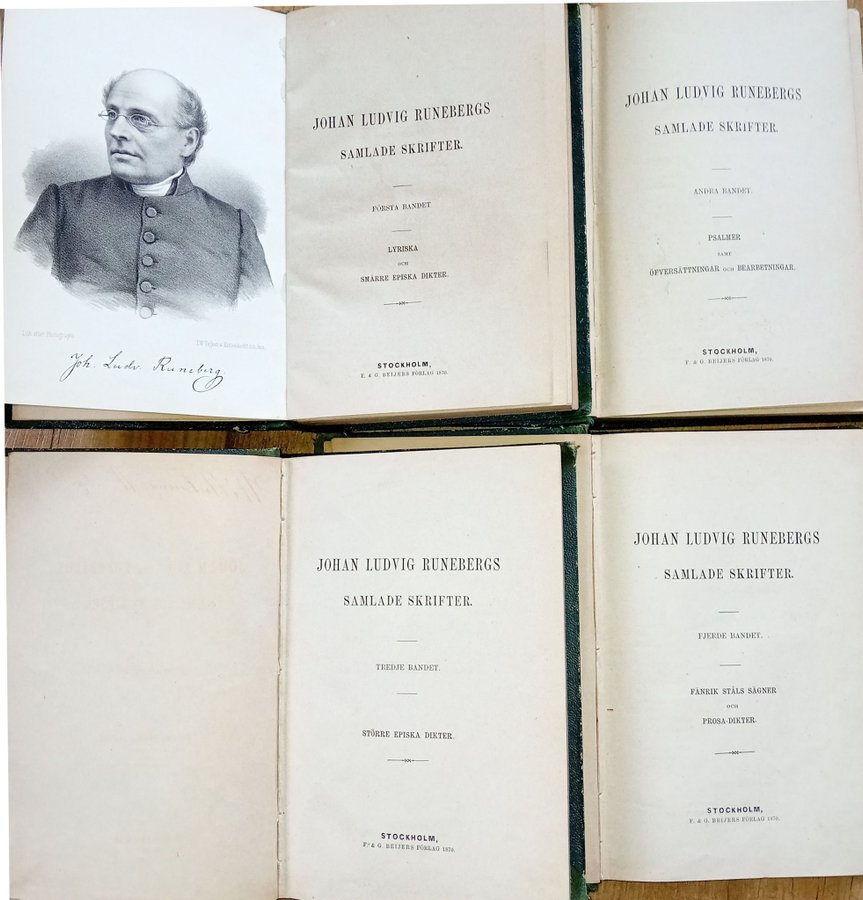 Lith. efter Photographi.
Joh. Ludv. Runeberg.
JOHAN LUDVIG RUNEBERGS
SAMLADE SKRIFTER.
FÖRSTA BANDET.
LYRISKA
OCH
SMÄRRE EPISKA DIKTER.
STOCKHOLM,
F. & G. BEIJERS FÖRLAG 1870.
JOHAN LUDVIG RUNEBERGS
SAMLADE SKRIFTER.
ANDRA BANDET.
PSALMER
SAMT
ÖFVERSÄTTNINGAR OCH BEARBETNINGAR.
STOCKHOLM,
F. & G. BEIJERS FÖRLAG 1870.
JOHAN LUDVIG RUNEBERGS
SAMLADE SKRIFTER.
TREDJE BANDET.
STÖRRE EPISKA DIKTER.
STOCKHOLM,
F. & G. BEIJERS FÖRLAG 1870.
JOHAN LUDVIG RUNEBERGS
SAMLADE SKRIFTER.
FJERDE BANDET.
FÄNRIK STÅLS SÄGNER
OCH
PROSA-DIKTER.
STOCKHOLM,
F. & G. BEIJERS FÖRLAG 1870.